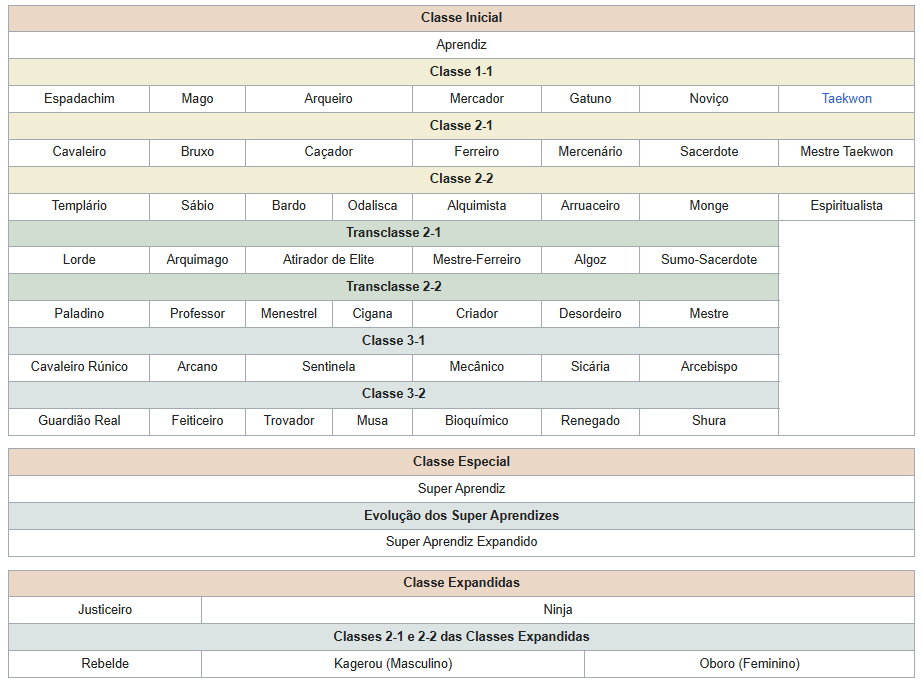 Classe Inicial
Aprendiz
Classe 1-1
Espadachim Mago Arqueiro Mercador Gatuno Noviço Taekwon
Classe 2-1
Cavaleiro Bruxo Caçador Ferreiro Mercenário Sacerdote Mestre Taekwon
Classe 2-2
Templário Sábio Bardo Odalisca Alquimista Arruaceiro Monge Espiritualista
Transclasse 2-1
Lorde Arquimago Atirador de Elite Mestre-Ferreiro Algoz Sumo-Sacerdote
Transclasse 2-2
Paladino Professor Menestrel Cigana Criador Desordeiro Mestre
Classe 3-1
Cavaleiro Rúnico Arcano Sentinela Mecânico Sicária Arcebispo
Classe 3-2
Guardião Real Feiticeiro Trovador Musa Bioquímico Renegado Shura
Classe Especial
Super Aprendiz
Evolução dos Super Aprendizes
Super Aprendiz Expandido
Classe Expandidas
Justiceiro Ninja
Classes 2-1 e 2-2 das Classes Expandidas
Rebelde Kagerou (Masculino) Oboro (Feminino)